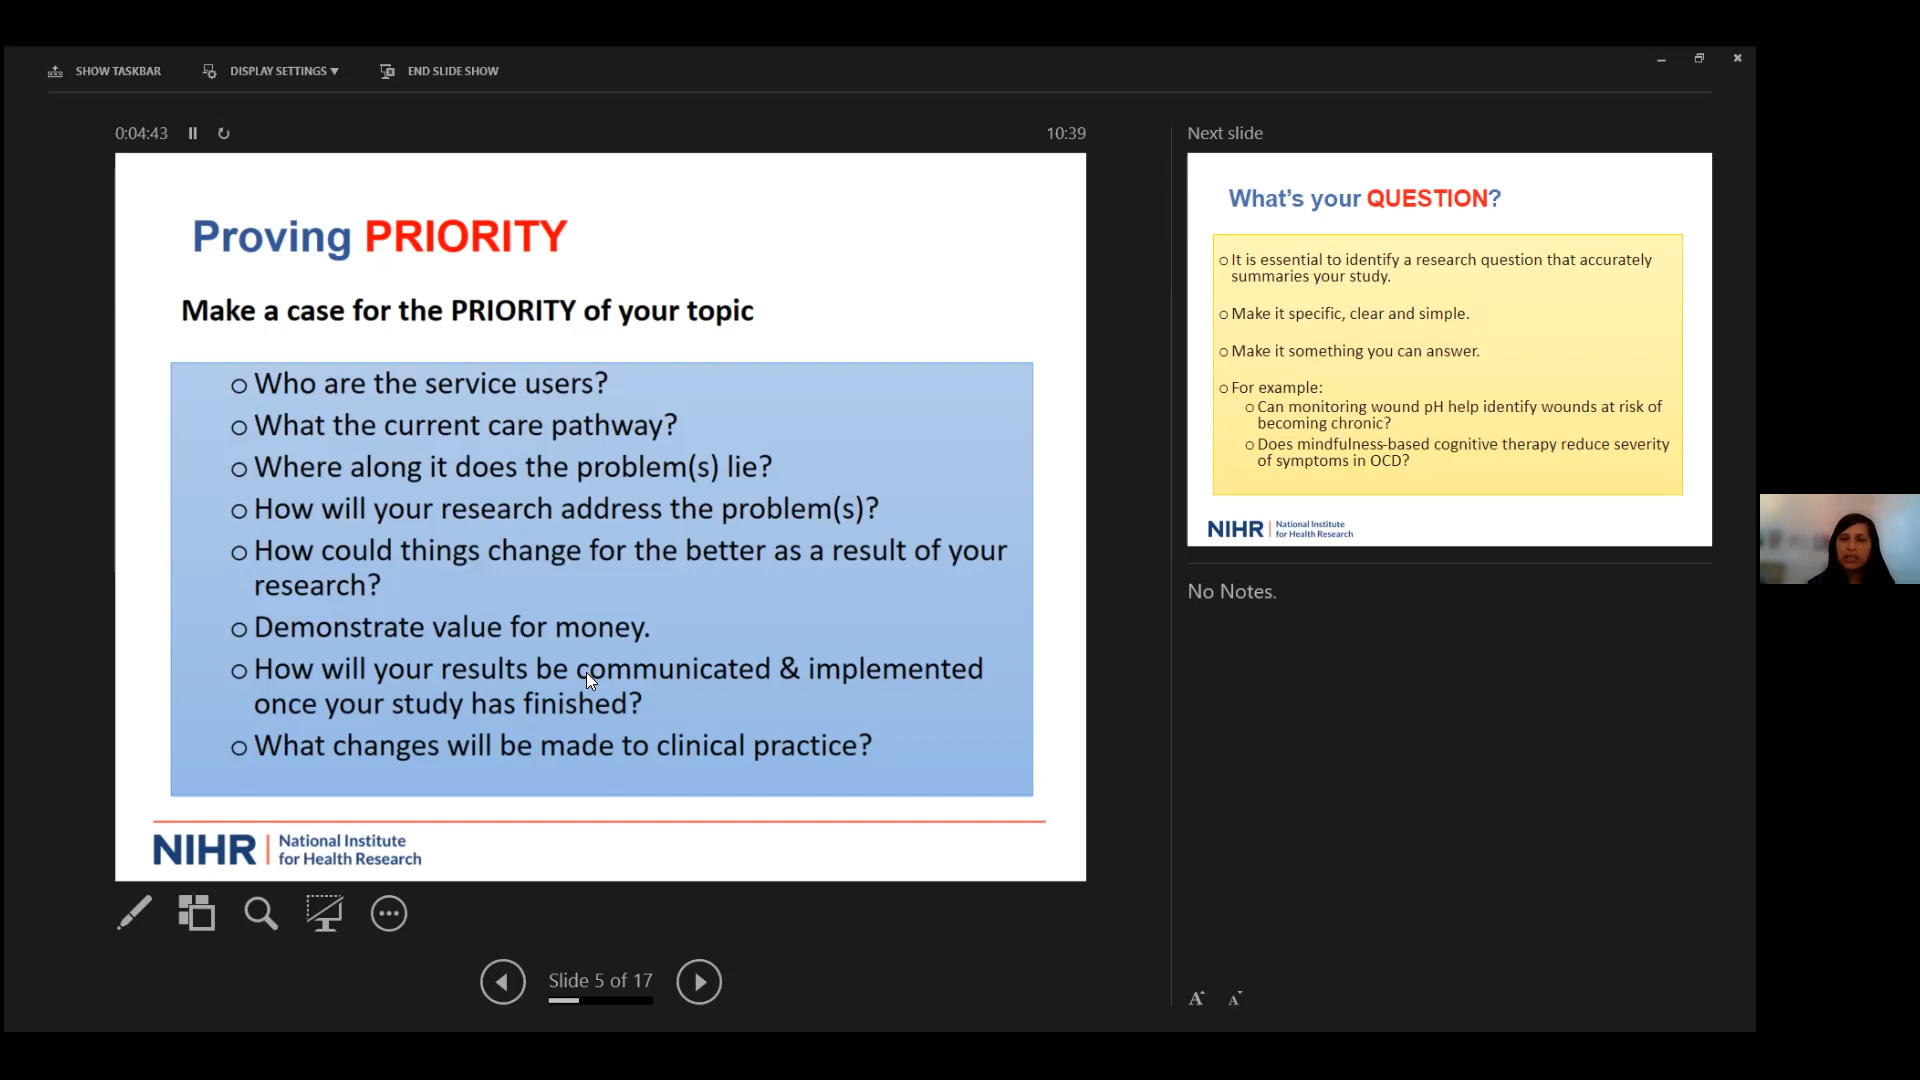 SHOW TASKBAR
DISPLAY SETTINGS ▼
END SLIDE SHOW
0:04:43
10:39
Proving PRIORITY
Make a case for the PRIORITY of your topic
o Who are the service users?
o What the current care pathway?
o Where along it does the problem(s) lie?
o How will your research address the problem(s)?
o How could things change for the better as a result of your
research?
o Demonstrate value for money.
o How will your results be communicated & implemented
once your study has finished?
o What changes will be made to clinical practice?
NIHR | National Institute
for Health Research
Slide 5 of 17
Next slide
What's your QUESTION?
o It is essential to identify a research question that accurately
summaries your study.
o Make it specific, clear and simple.
o Make it something you can answer.
o For example:
o Can monitoring wound pH help identify wounds at risk of
becoming chronic?
o Does mindfulness-based cognitive therapy reduce severity
of symptoms in OCD?
NIHR | National Institute
for Health Research
No Notes.
A A